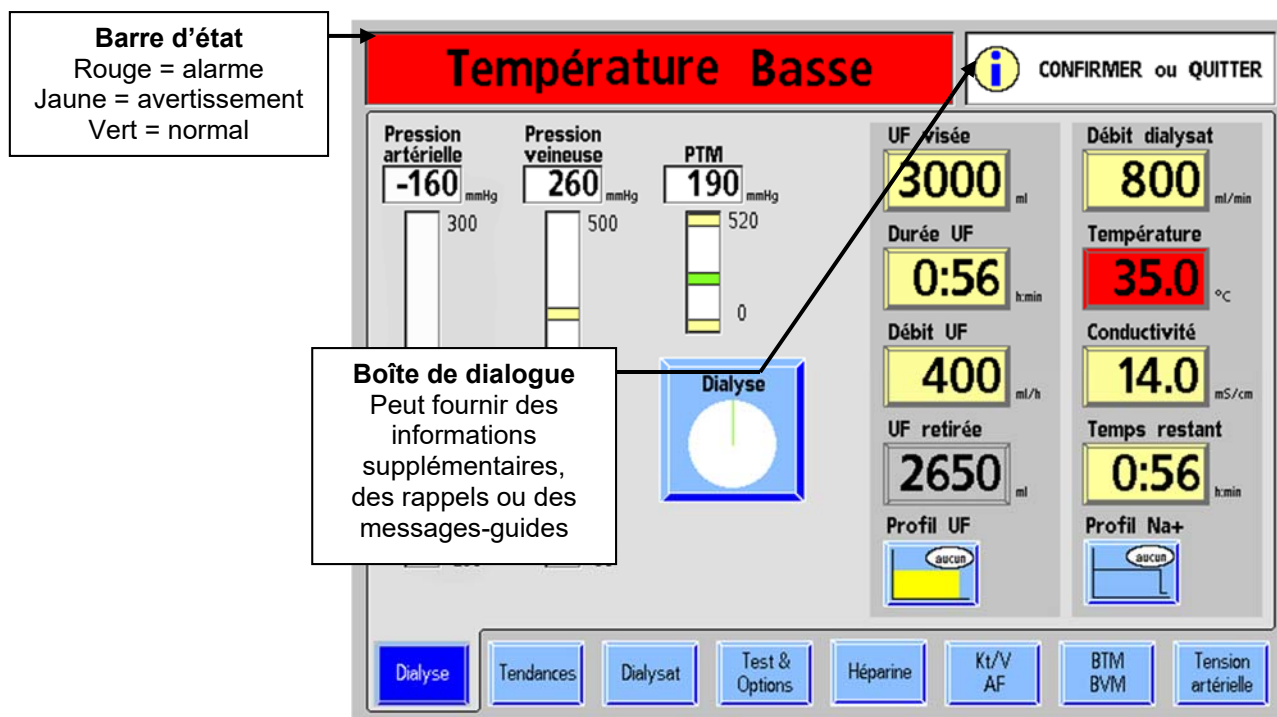 Barre d’état
Rouge = alarme
Jaune = avertissement
Vert = normal
Température Basse
i
CONFIRMER ou QUITTER
Pression
artérielle
-160 mmHg
300
Pression
veineuse
260 mmHg
500
PTM
190 mmHg
520
0
Boîte de dialogue
Peut fournir des
informations
supplémentaires,
des rappels ou des
messages-guides
Dialyse
UF visée
3000 ml
Durée UF
0:56 h:min
Débit UF
400 ml/h
UF retirée
2650 ml
Profil UF
aucun
Débit dialysat
800 ml/min
Température
35.0 °C
Conductivité
14.0 mS/cm
Temps restant
0:56 h:min
Profil Na+
aucun
Dialyse
Tendances
Dialysat
Test &
Options
Héparine
Kt/V
AF
BTM
BVM
Tension
artérielle